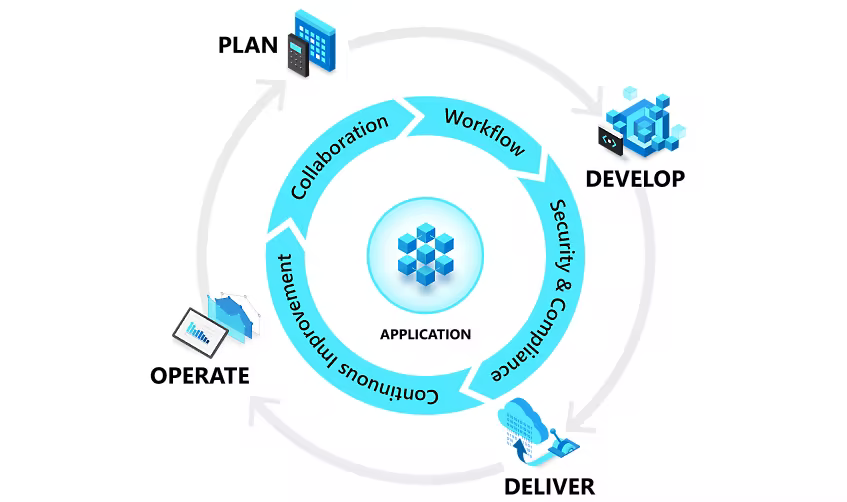 PLAN
DEVELOP
DELIVER
OPERATE
Collaboration
Workflow
Security & Compliance
Continuous Improvement
APPLICATION